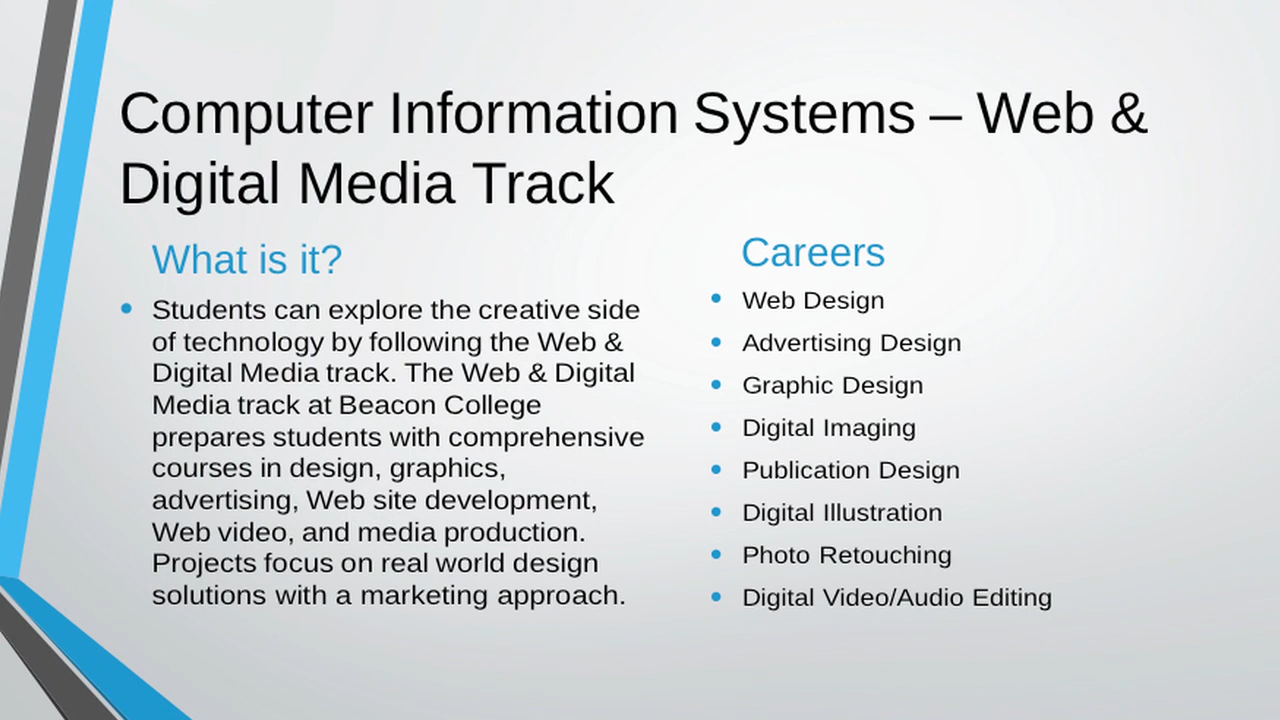 Computer Information Systems – Web &
Digital Media Track
What is it?
Students can explore the creative side
of technology by following the Web &
Digital Media track. The Web & Digital
Media track at Beacon College
prepares students with comprehensive
courses in design, graphics,
advertising, Web site development,
Web video, and media production.
Projects focus on real world design
solutions with a marketing approach.
Careers
Web Design
Advertising Design
Graphic Design
Digital Imaging
Publication Design
Digital Illustration
Photo Retouching
Digital Video/Audio Editing